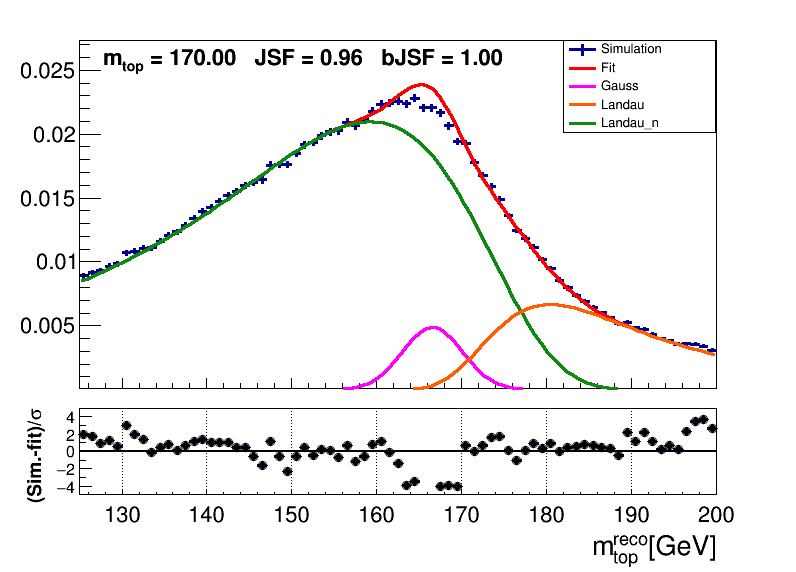 m_top = 170.00 JSF = 0.96 bJSF = 1.00
Simulation
Fit
Gauss
Landau
Landau_n
0.025
0.02
0.015
0.01
0.005
(Sim.-fit)/σ
4
2
0
−2
−4
130 140 150 160 170 180 190 200
m_top^reco[GeV]